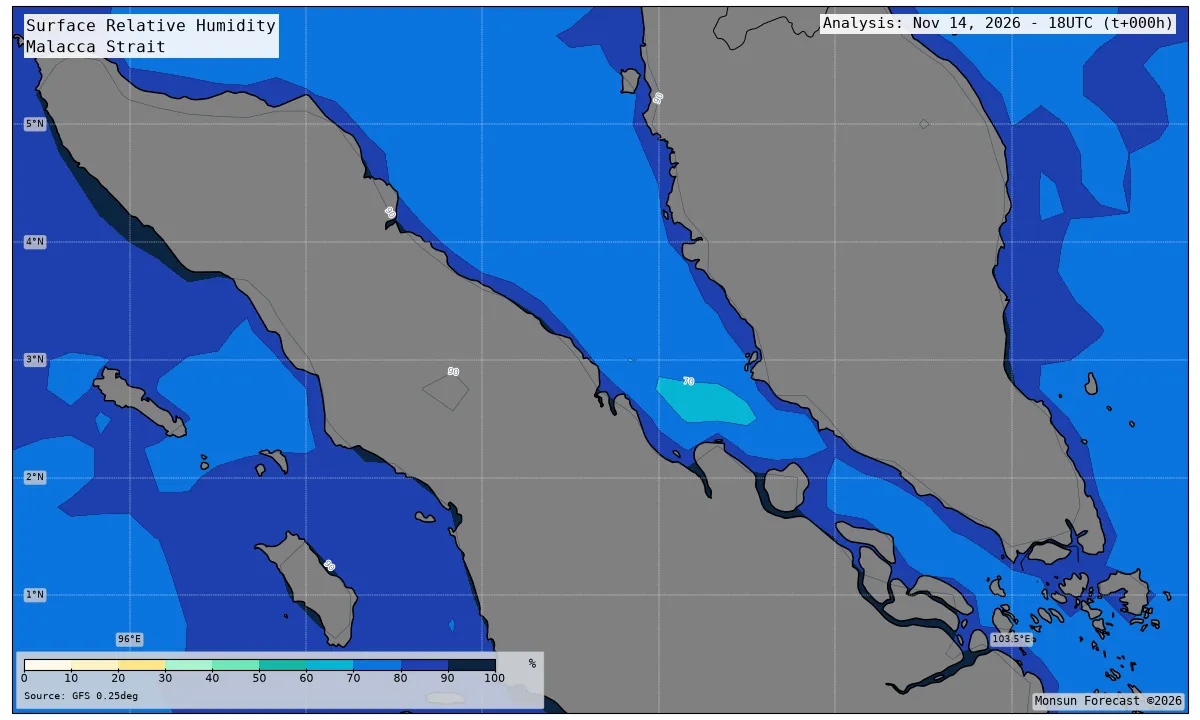 Surface Relative Humidity
Malacca Strait
Analysis: Nov 14, 2026 - 18UTC (t+000h)
90
5°N
90
4°N
3°N
90
70
2°N
90
1°N
96°E
103.5°E
%
0 10 20 30 40 50 60 70 80 90 100
Source: GFS 0.25deg
Monsun Forecast ©2026